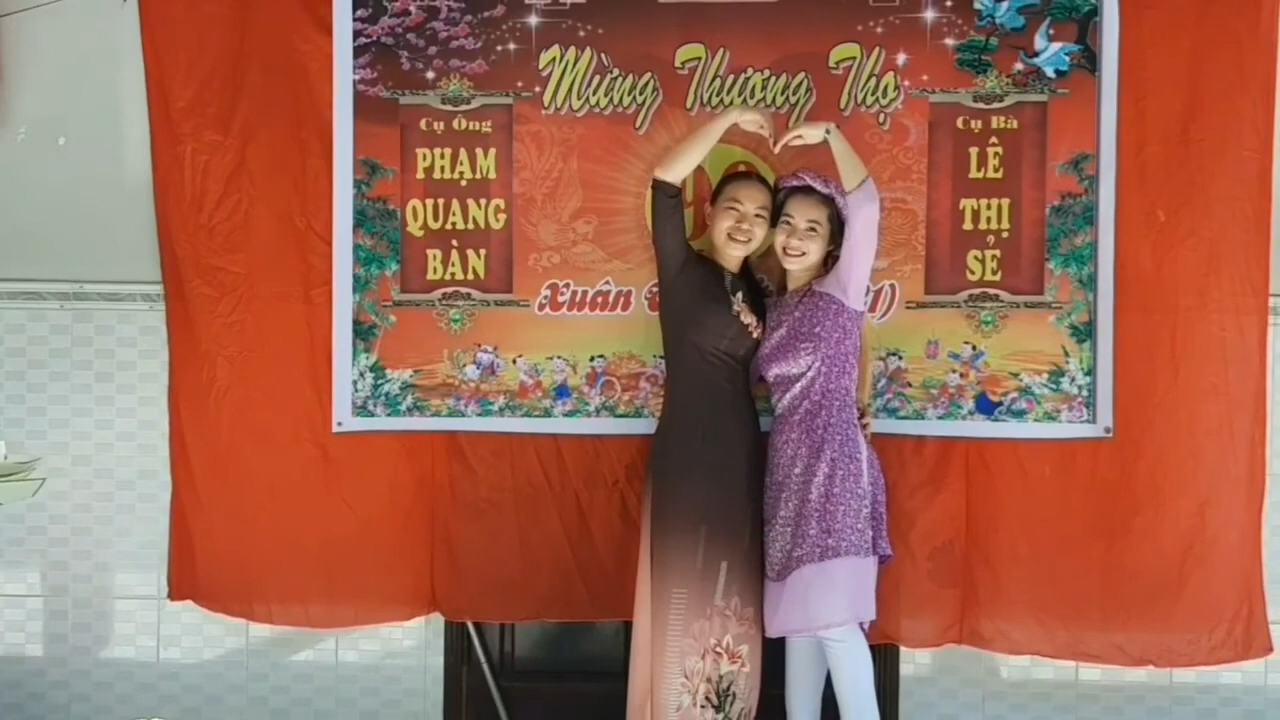 Mừng Thượng Thọ
Cụ Ông
PHẠM
QUANG
BÀN
Cụ Bà
LÊ
THỊ
SẺ
Xuân